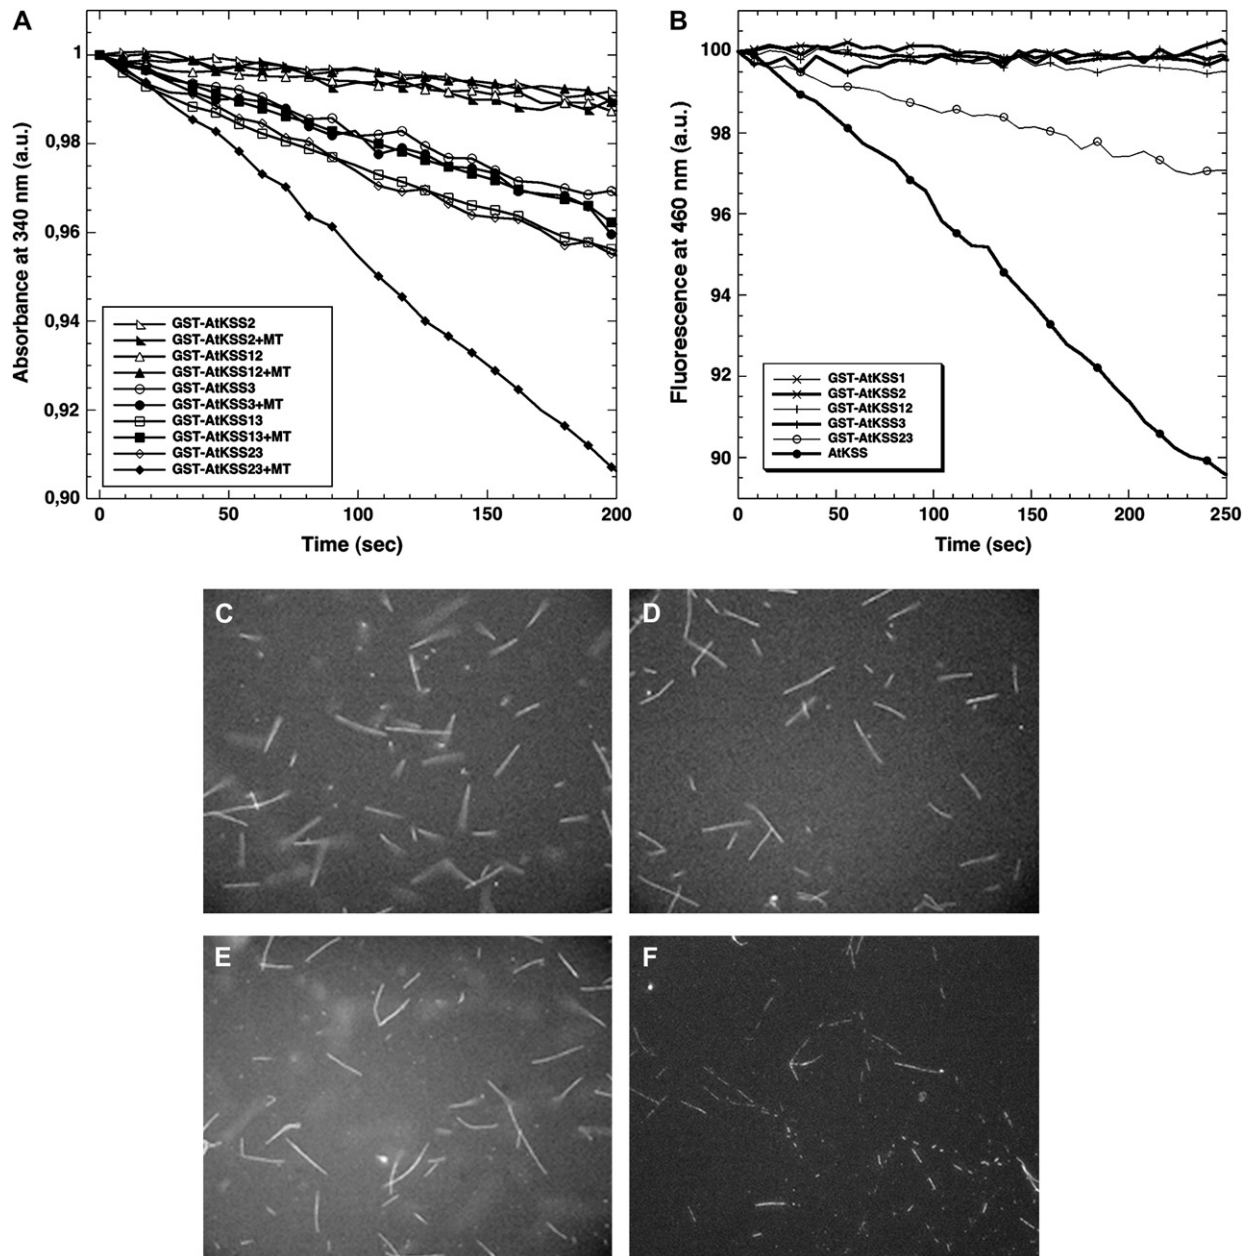 A
Absorbance at 340 nm (a.u.)
1
0,98
0,96
0,94
0,92
0,90
0
50
100
150
200
Time (sec)
GST-AtKSS2
GST-AtKSS2+MT
GST-AtKSS12
GST-AtKSS12+MT
GST-AtKSS3
GST-AtKSS3+MT
GST-AtKSS13
GST-AtKSS13+MT
GST-AtKSS23
GST-AtKSS23+MT
B
Fluorescence at 460 nm (a.u.)
100
98
96
94
92
90
0
50
100
150
200
250
Time (sec)
GST-AtKSS1
GST-AtKSS2
GST-AtKSS12
GST-AtKSS3
GST-AtKSS23
AtKSS
C
D
E
F